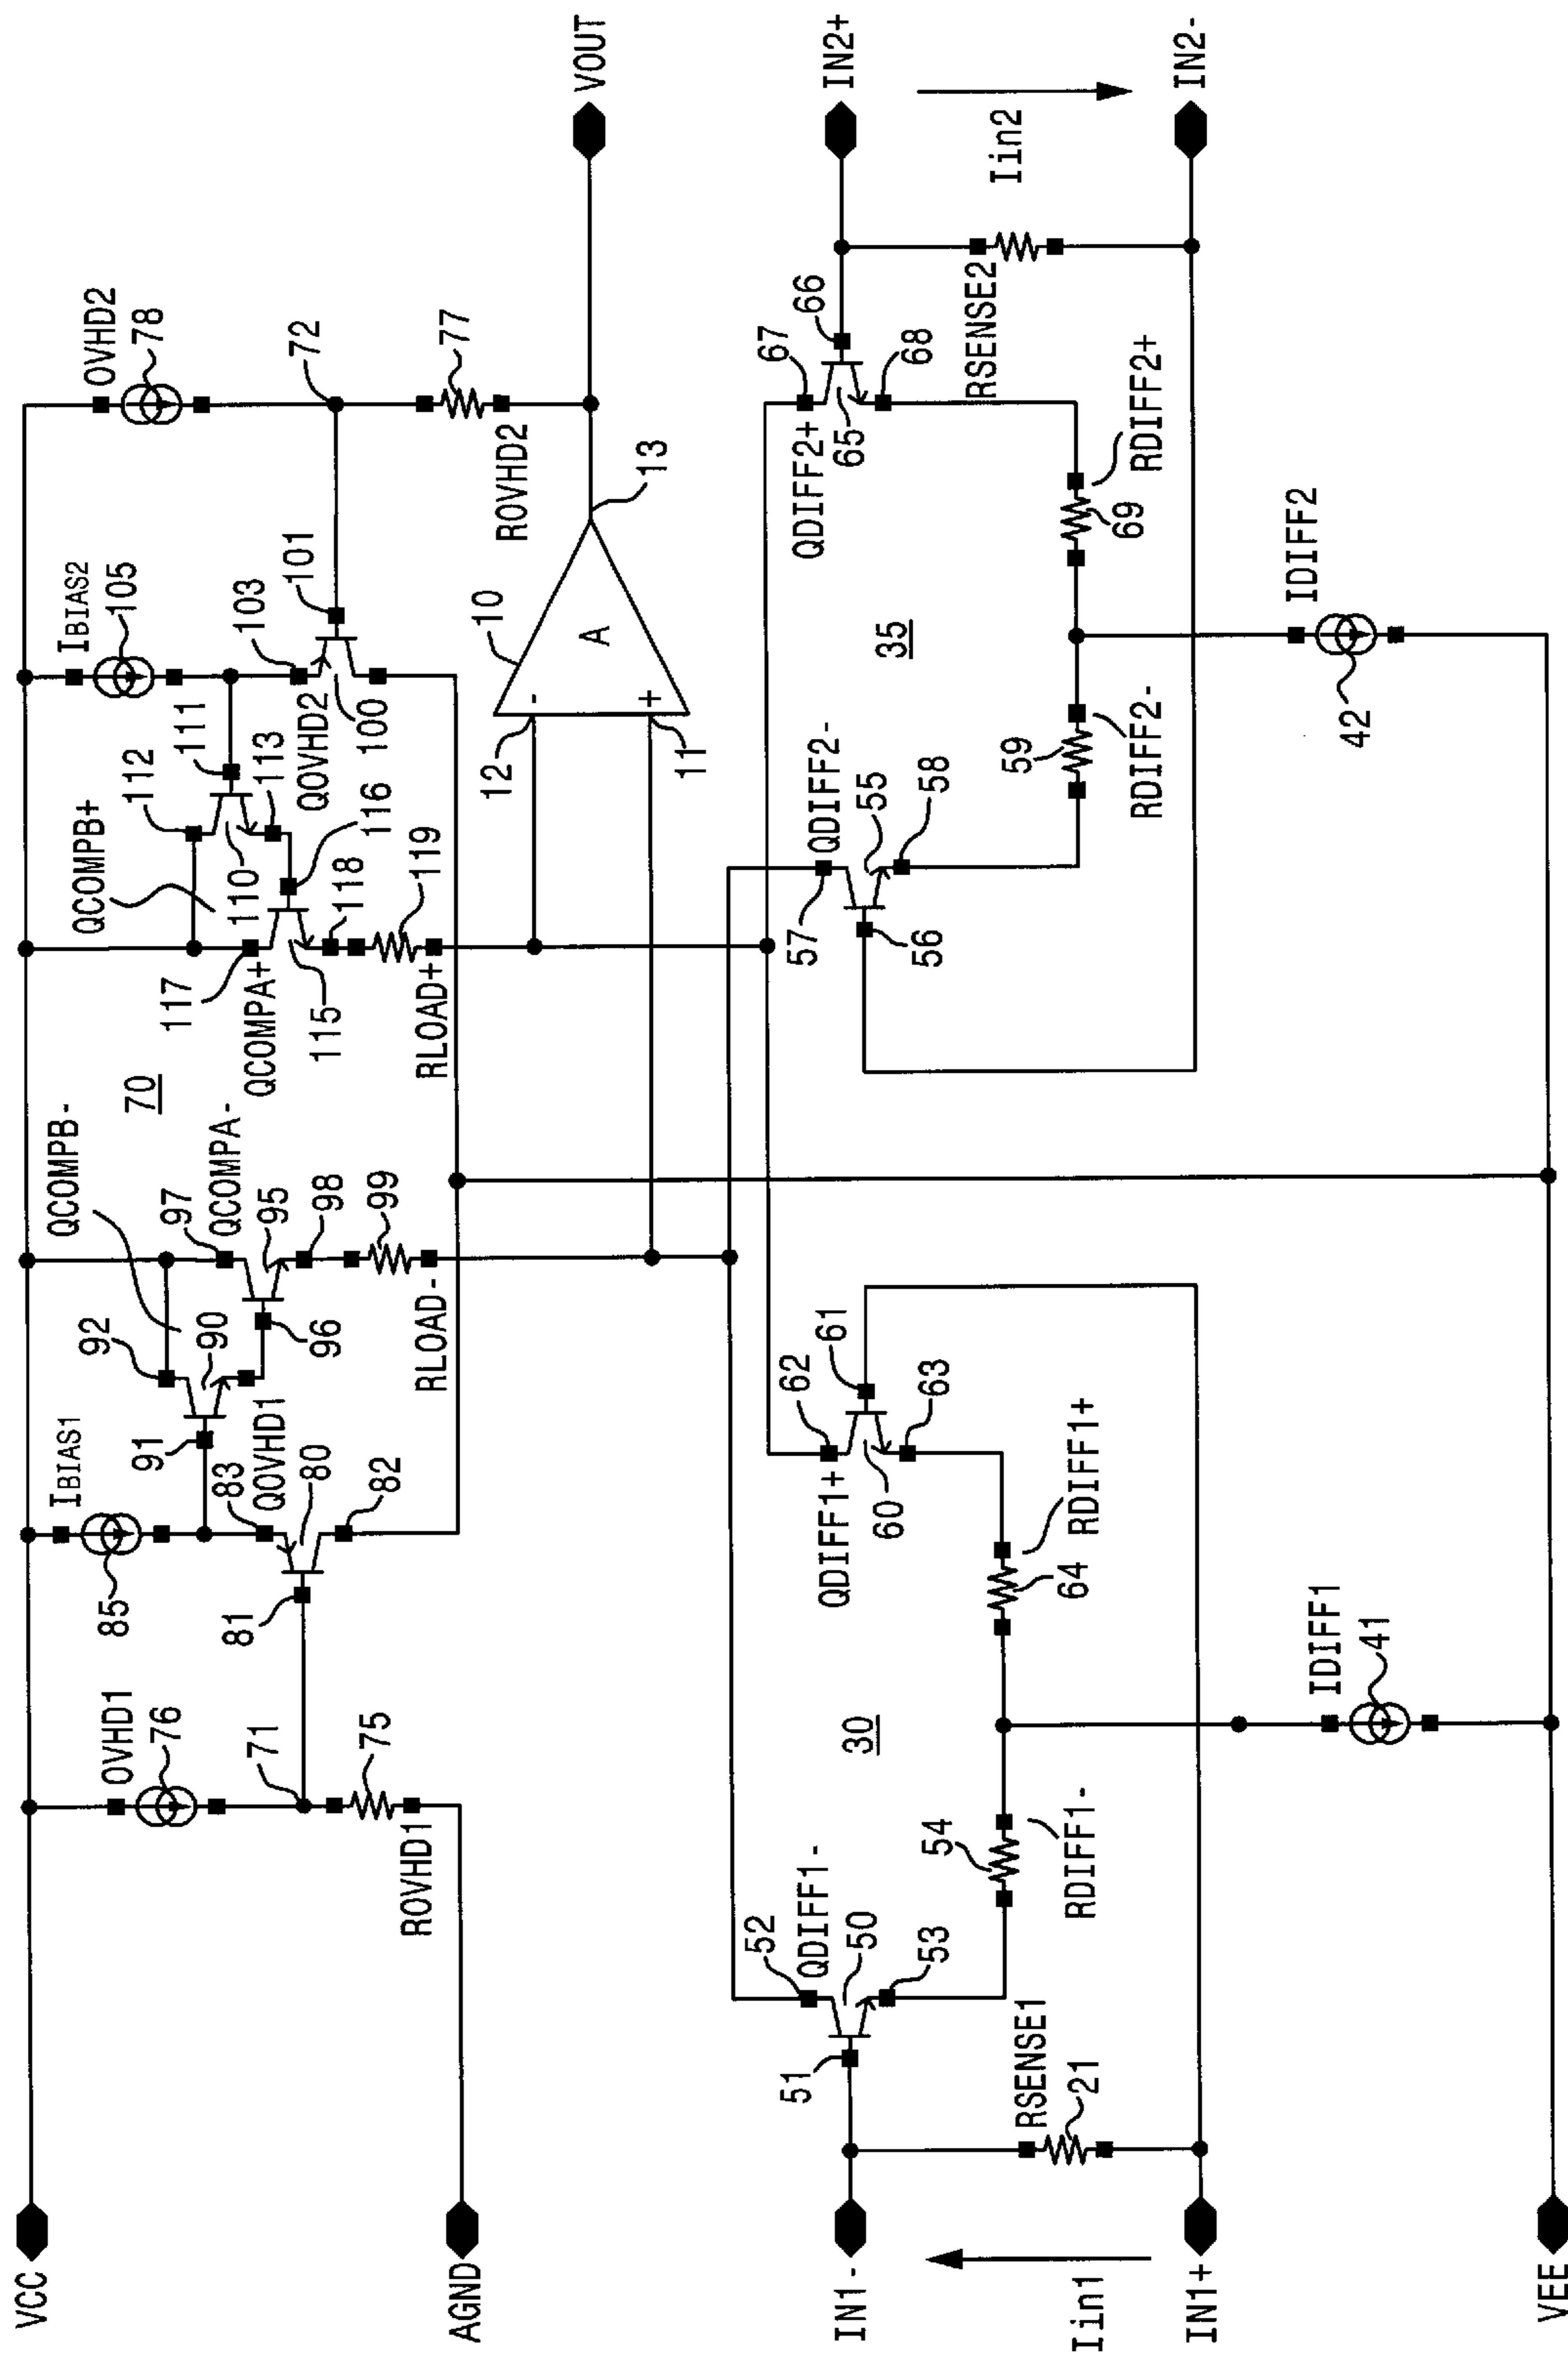 VCC
AGND
IN1-
Iin1
IN1+
VEE
OVHD1
76
71
75
ROVHD1
IBIAS1
85
81
83
QOVHD1
80
82
91
92
90
QCOMPB-
96
97
QCOMPA-
95
98
99
RLOAD-
70
QCOMPB+
117
QCOMPA+
115
RLOAD+
112
110
111
113
116
118
119
IBIAS2
105
103
QOVHD2
100
101
OVHD2
78
72
77
ROVHD2
VOUT
10
A
-
+
12
11
13
51
52
QDIFF1-
50
53
RSENSE1
21
54
RDIFF1-
30
62
61
QDIFF1+
60
63
64
RDIFF1+
IDIFF1
41
57
56
QDIFF2-
55
58
59
RDIFF2-
35
67
66
QDIFF2+
65
68
69
RDIFF2+
RSENSE2
IDIFF2
42
IN2+
Iin2
IN2-